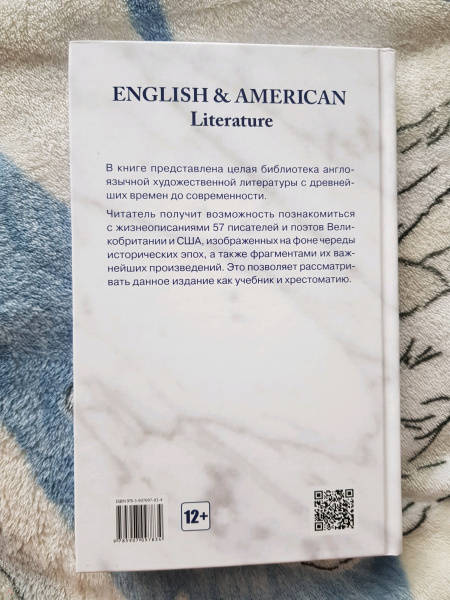 ENGLISH & AMERICAN
Literature
В книге представлена целая библиотека англо-
язычной художественной литературы с древней-
ших времен до современности.
Читатель получит возможность познакомиться
с жизнеописаниями 57 писателей и поэтов Вели-
кобритании и США, изображенных на фоне череды
исторических эпох, а также фрагментами их важ-
нейших произведений. Это позволяет рассматри-
вать данное издание как учебник и хрестоматию.
12+